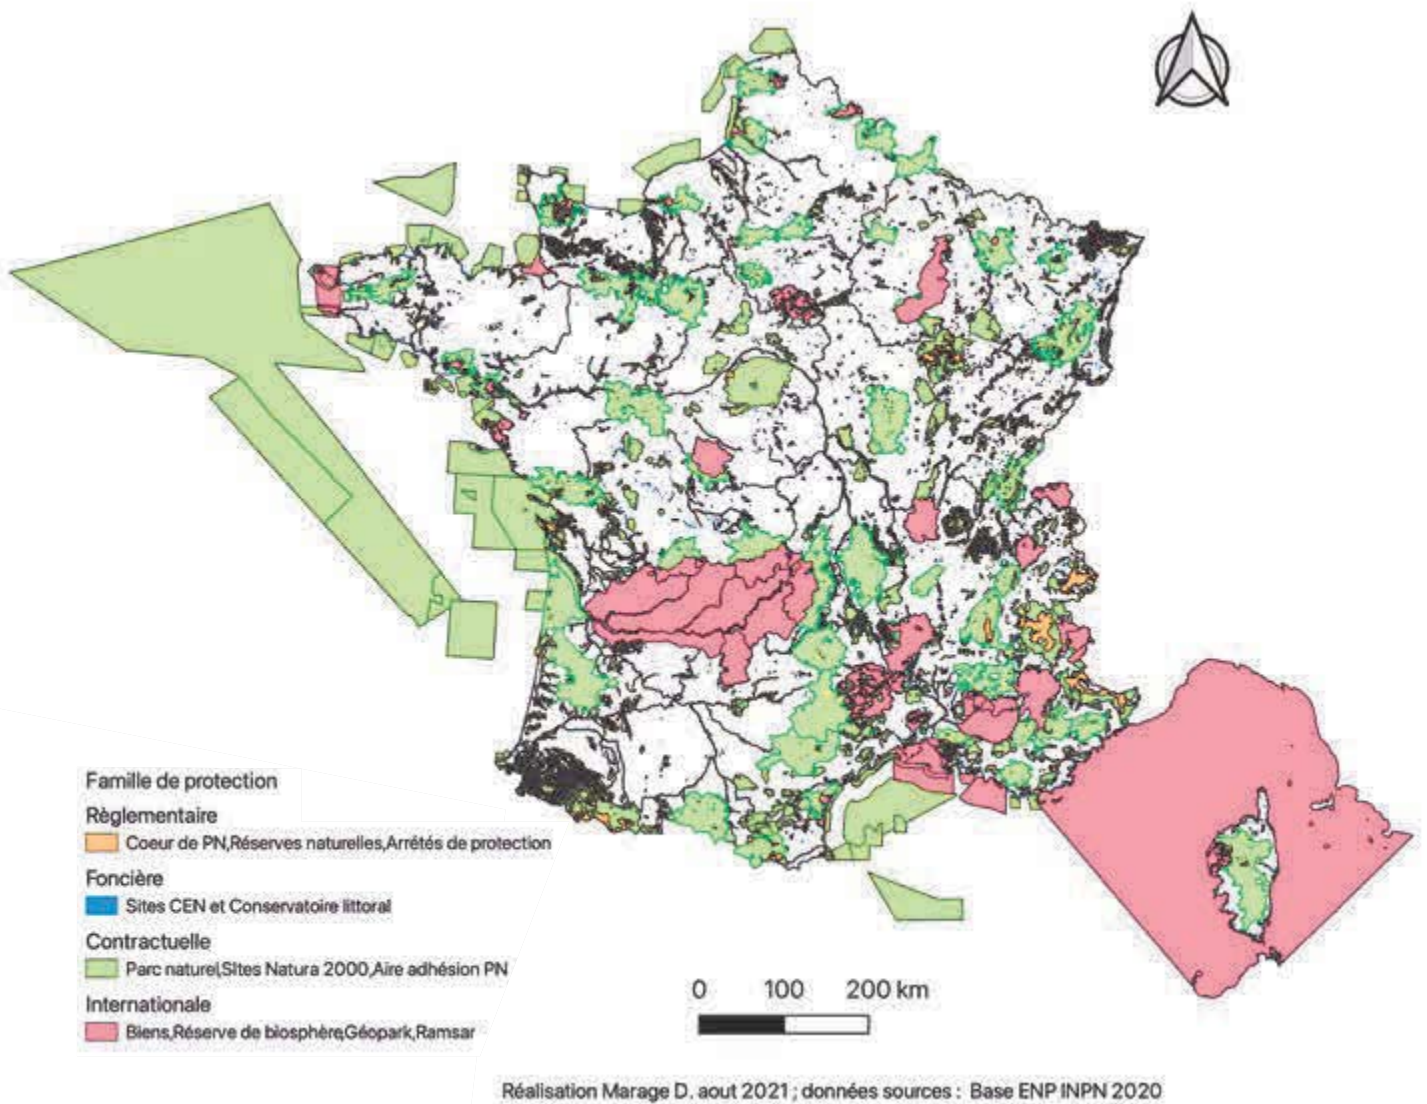 Famille de protection
Règlementaire
Coeur de PN,Réserves naturelles,Arrêtés de protection
Foncière
Sites CEN et Conservatoire littoral
Contractuelle
Parc naturel,Sites Natura 2000,Aire adhésion PN
Internationale
Biens,Réserve de biosphère,Géopark,Ramsar
0 100 200 km
Réalisation Marage D. aout 2021 ; données sources : Base ENP INPN 2020